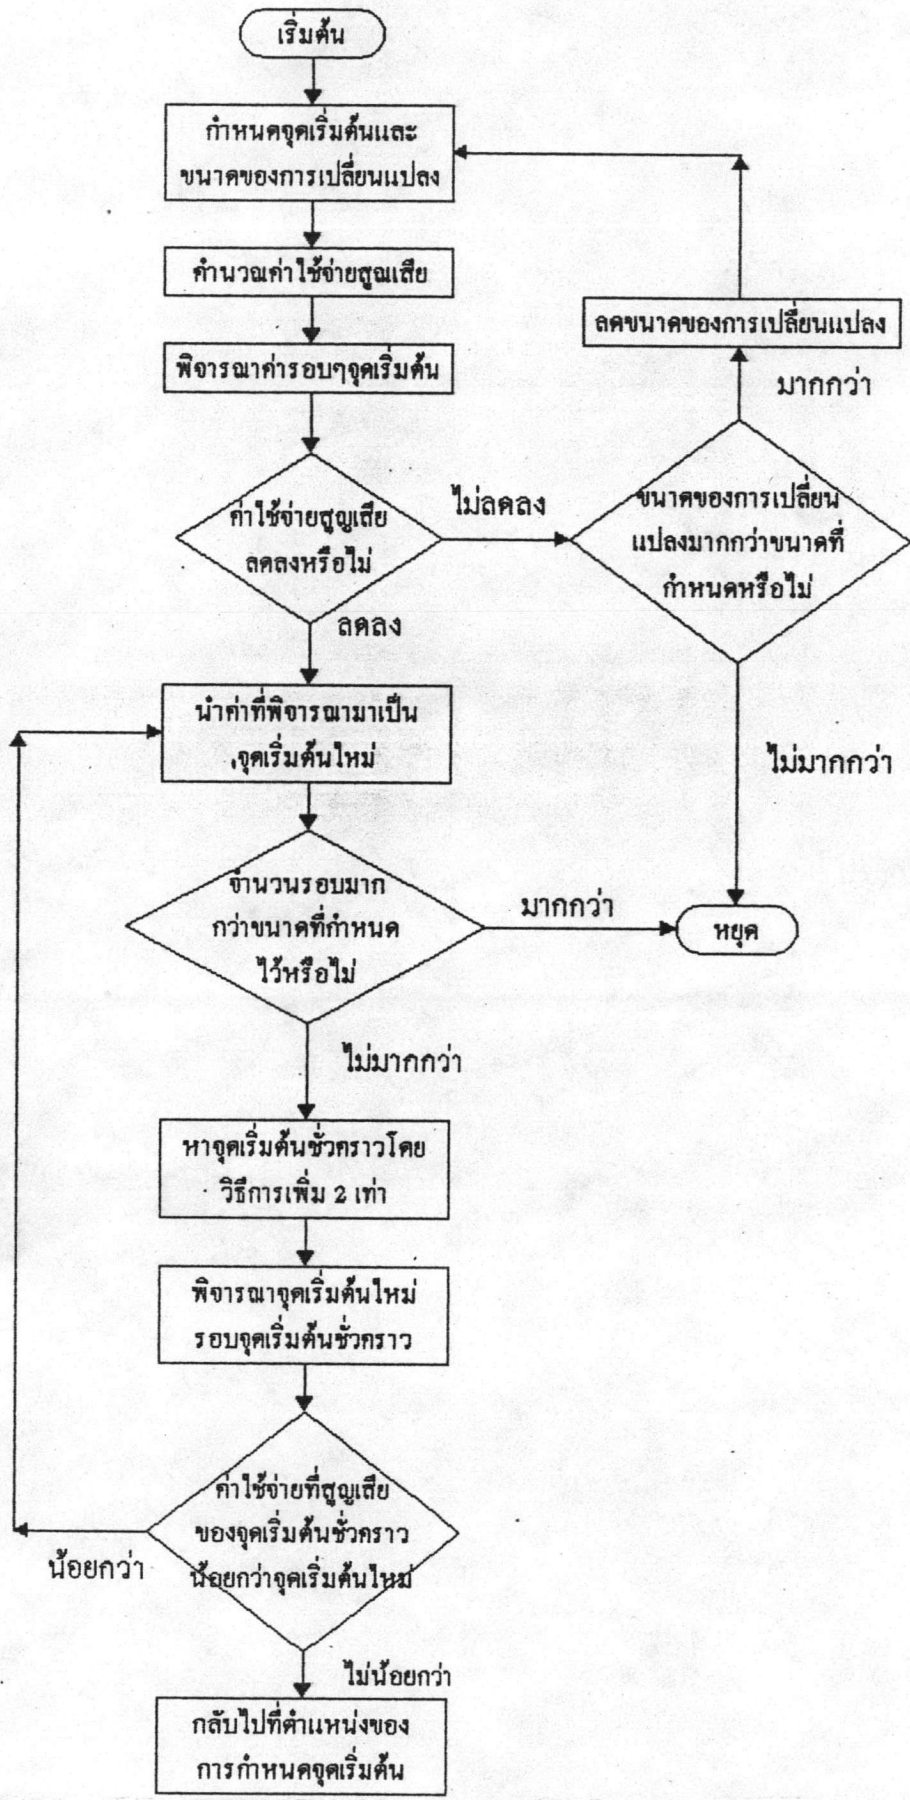 เริ่มต้น
กำหนดจุดเริ่มต้นและ
ขนาดของการเปลี่ยนแปลง
คำนวณค่าใช้จ่ายสูญเสีย
ลดขนาดของการเปลี่ยนแปลง
พิจารณาค่ารอบๆจุดเริ่มต้น
มากกว่า
ค่าใช้จ่ายสูญเสีย
ลดลงหรือไม่
ไม่ลดลง
ขนาดของการเปลี่ยน
แปลงมากกว่าขนาดที่
กำหนดหรือไม่
ลดลง
นำค่าที่พิจารณามาเป็น
จุดเริ่มต้นใหม่
ไม่มากกว่า
จำนวนรอบมาก
กว่าขนาดที่กำหนด
ไว้หรือไม่
มากกว่า
หยุด
ไม่มากกว่า
หาจุดเริ่มต้นชั่วคราวโดย
วิธีการเพิ่ม 2 เท่า
พิจารณาจุดเริ่มต้นใหม่
รอบจุดเริ่มต้นชั่วคราว
ค่าใช้จ่ายที่สูญเสีย
ของจุดเริ่มต้นชั่วคราว
น้อยกว่าจุดเริ่มต้นใหม่
น้อยกว่า
ไม่น้อยกว่า
กลับไปที่ตำแหน่งของ
การกำหนดจุดเริ่มต้น